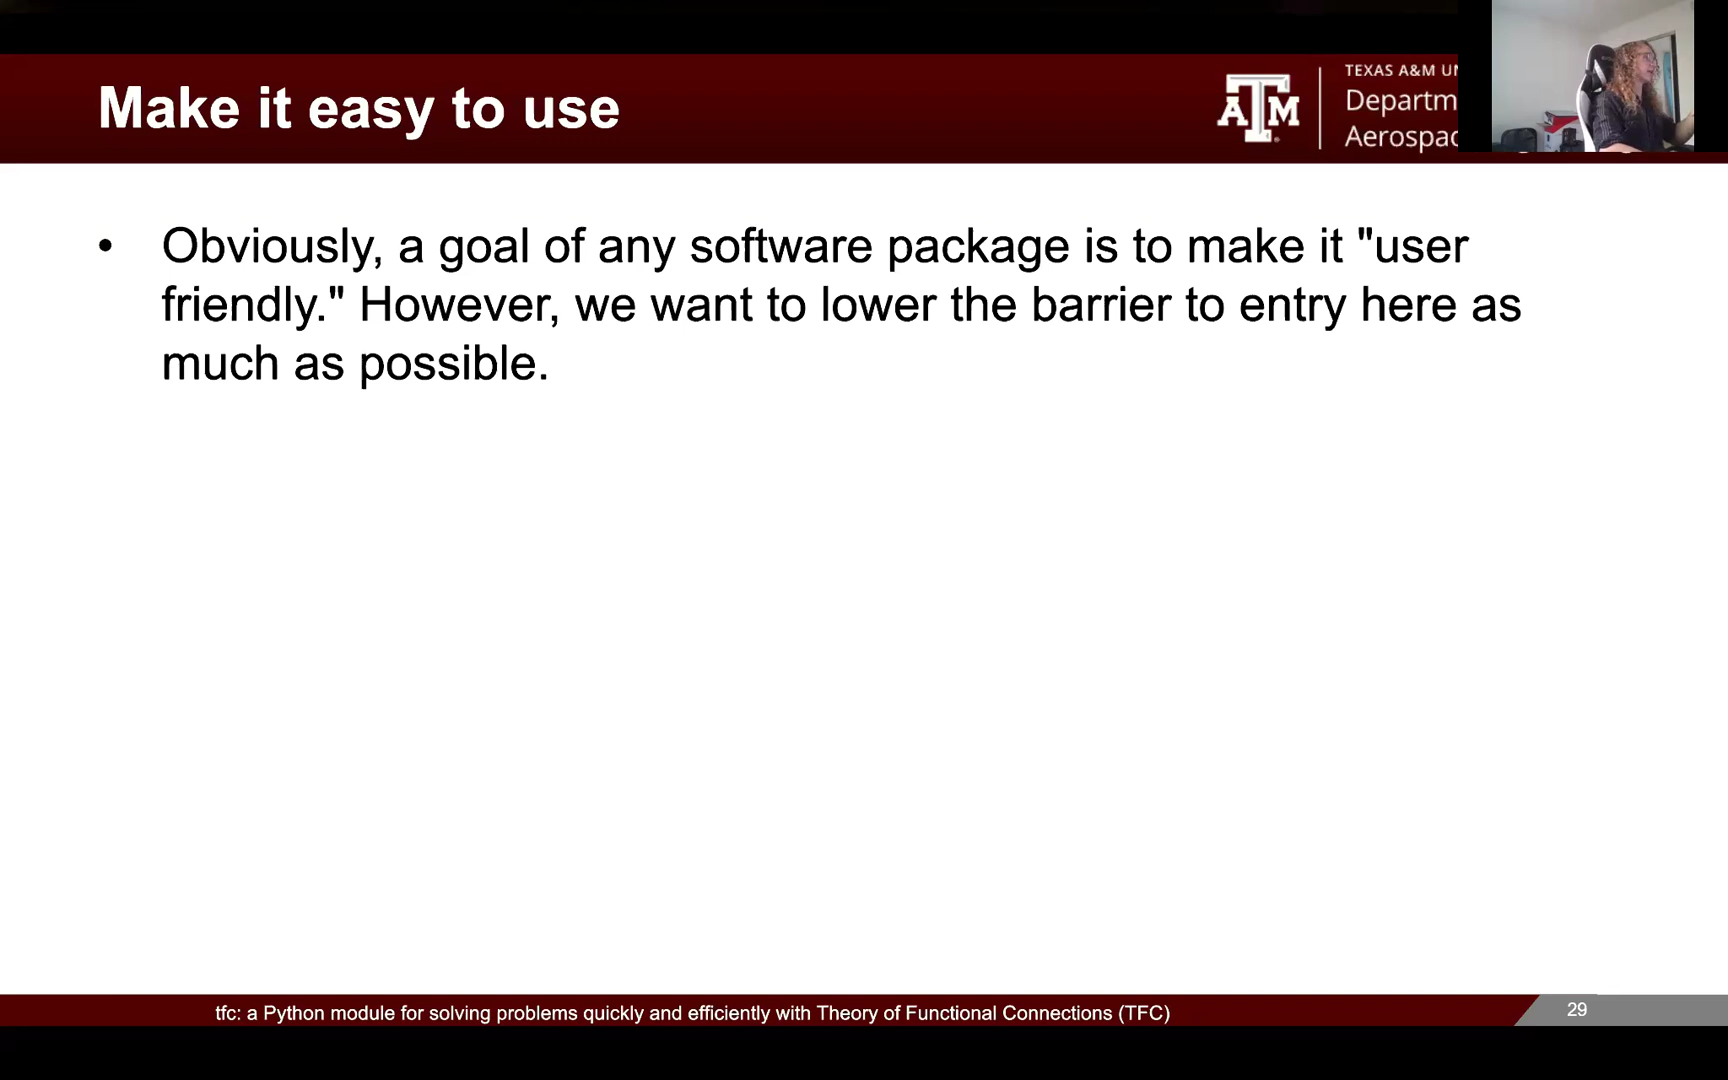 Make it easy to use
ATM
TEXAS A&M
Aerospac
• Obviously, a goal of any software package is to make it "user
friendly." However, we want to lower the barrier to entry here as
much as possible.
tfc: a Python module for solving problems quickly and efficiently with Theory of Functional Connections (TFC)
29